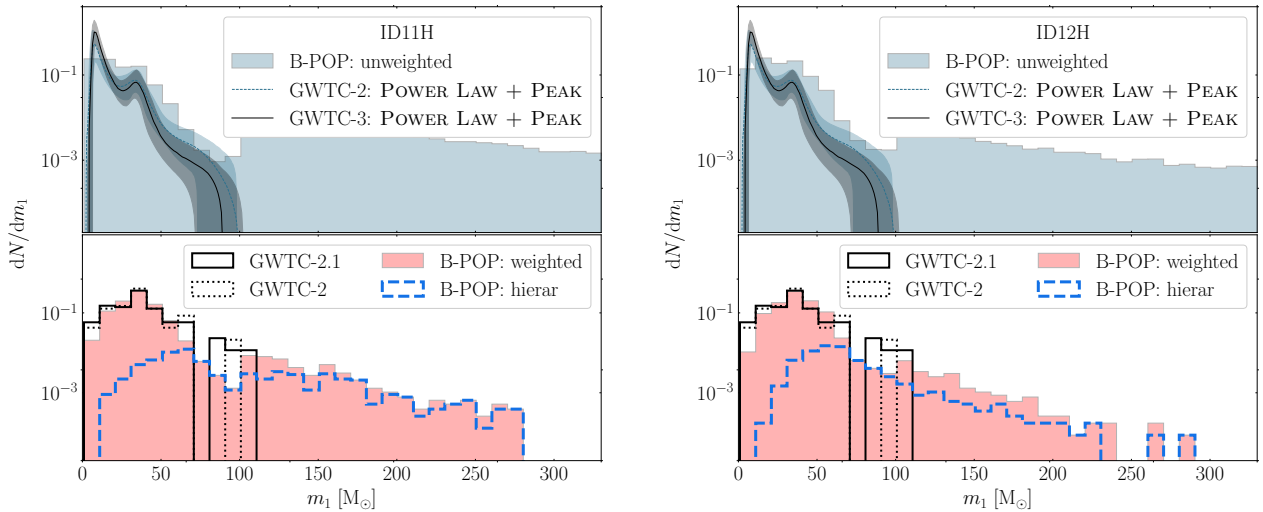 ID11H
B-POP: unweighted
GWTC-2: Power Law + Peak
GWTC-3: Power Law + Peak
10⁻¹
10⁻³
dN/dm₁
GWTC-2.1
GWTC-2
B-POP: weighted
B-POP: hierar
10⁻¹
10⁻³
0 50 100 150 200 250 300
m₁ [M☉]
ID12H
B-POP: unweighted
GWTC-2: Power Law + Peak
GWTC-3: Power Law + Peak
10⁻¹
10⁻³
dN/dm₁
GWTC-2.1
GWTC-2
B-POP: weighted
B-POP: hierar
10⁻¹
10⁻³
0 50 100 150 200 250 300
m₁ [M☉]